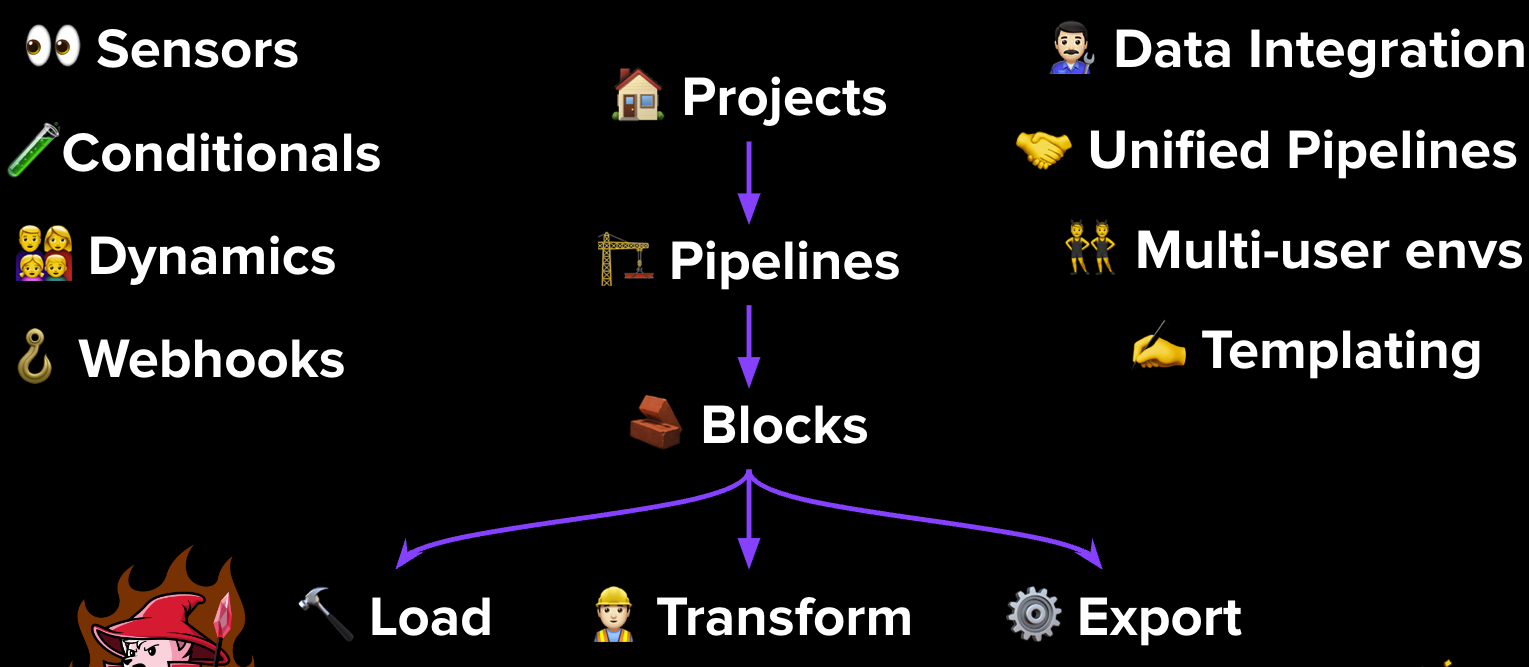 Sensors
Conditionals
Dynamics
Webhooks
Projects
Pipelines
Blocks
Load
Transform
Export
Data Integration
Unified Pipelines
Multi-user envs
Templating